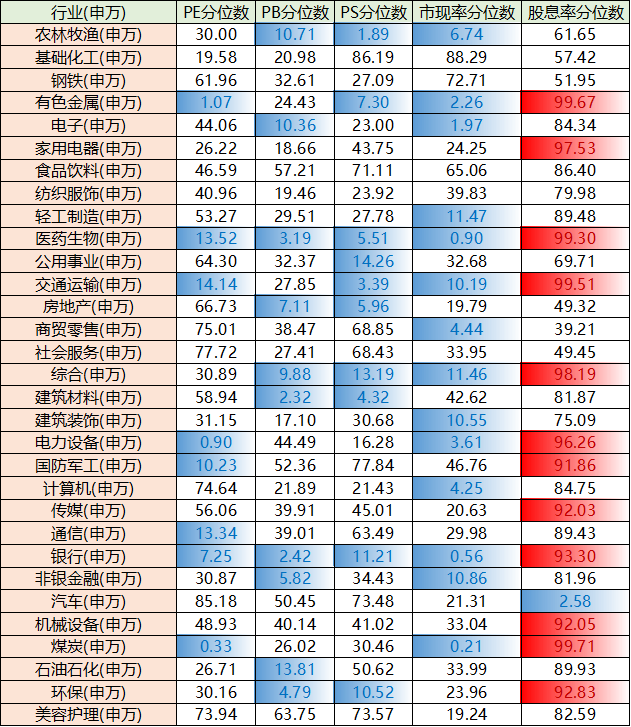 行业(申万) PE分位数 PB分位数 PS分位数 市现率分位数 股息率分位数
农林牧渔(申万) 30.00 10.71 1.89 6.74 61.65
基础化工(申万) 19.58 20.98 86.19 88.29 57.42
钢铁(申万) 61.96 32.61 27.09 72.71 51.95
有色金属(申万) 1.07 24.43 7.30 2.26 99.67
电子(申万) 44.06 10.36 23.00 1.97 84.34
家用电器(申万) 26.22 18.66 43.75 24.25 97.53
食品饮料(申万) 46.59 57.21 71.11 65.06 86.40
纺织服饰(申万) 40.96 19.46 23.92 39.83 79.98
轻工制造(申万) 53.27 29.51 27.78 11.47 89.48
医药生物(申万) 13.52 3.19 5.51 0.90 99.30
公用事业(申万) 64.30 32.37 14.26 32.68 69.71
交通运输(申万) 14.14 27.85 3.39 10.19 99.51
房地产(申万) 66.73 7.11 5.96 19.79 49.32
商贸零售(申万) 75.01 38.47 68.85 4.44 39.21
社会服务(申万) 77.72 27.41 68.43 33.95 49.45
综合(申万) 30.89 9.88 13.19 11.46 98.19
建筑材料(申万) 58.94 2.32 4.32 42.62 81.87
建筑装饰(申万) 31.15 17.10 30.68 10.55 75.09
电力设备(申万) 0.90 44.49 16.28 3.61 96.26
国防军工(申万) 10.23 52.36 77.84 46.76 91.86
计算机(申万) 74.64 21.89 21.43 4.25 84.75
传媒(申万) 56.06 39.91 45.01 20.63 92.03
通信(申万) 13.34 39.01 63.49 29.98 89.43
银行(申万) 7.25 2.42 11.21 0.56 93.30
非银金融(申万) 30.87 5.82 34.43 10.86 81.96
汽车(申万) 85.18 50.45 73.48 21.31 2.58
机械设备(申万) 48.93 40.14 41.02 33.04 92.05
煤炭(申万) 0.33 26.02 30.46 0.21 99.71
石油石化(申万) 26.71 13.81 50.62 33.99 89.93
环保(申万) 30.16 4.79 10.52 23.96 92.83
美容护理(申万) 73.94 63.75 73.57 19.24 82.59